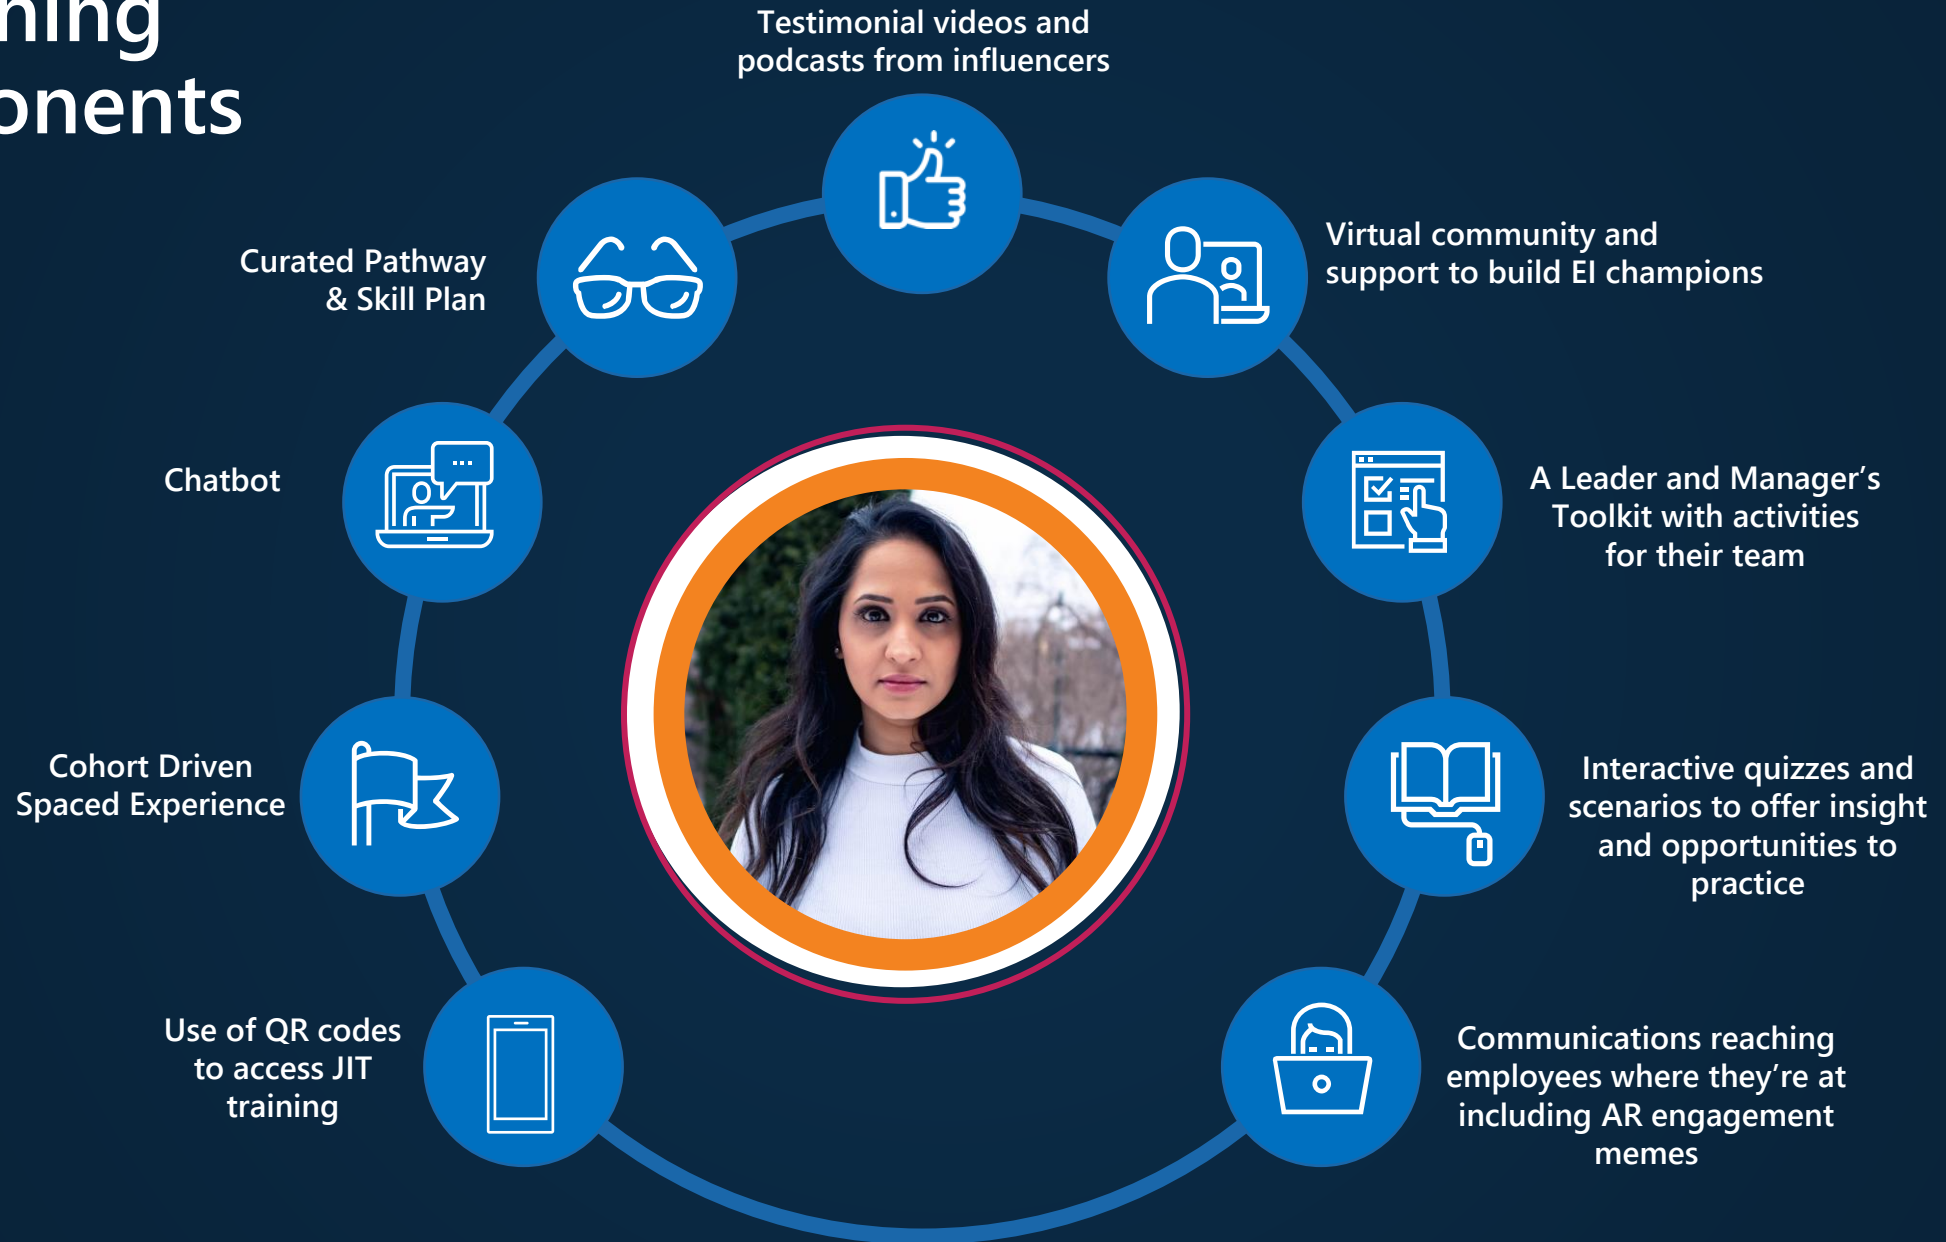 Testimonial videos and
podcasts from influencers
Curated Pathway
& Skill Plan
Virtual community and
support to build EI champions
Chatbot
A Leader and Manager’s
Toolkit with activities
for their team
Cohort Driven
Spaced Experience
Interactive quizzes and
scenarios to offer insight
and opportunities to
practice
Use of QR codes
to access JIT
training
Communications reaching
employees where they’re at
including AR engagement
memes